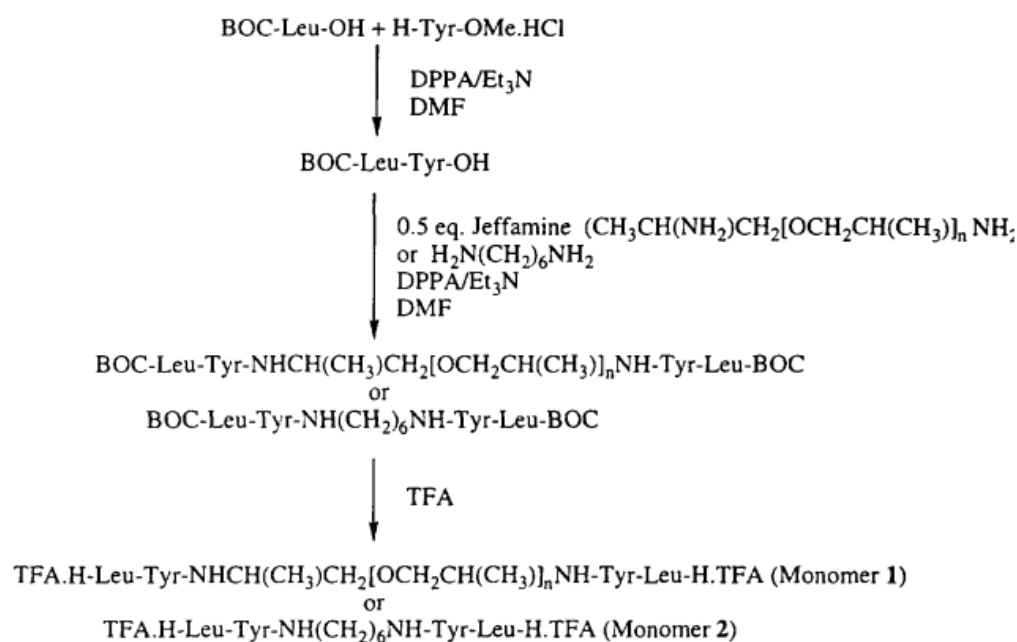 BOC-Leu-OH + H-Tyr-OMe.HCl
DPPA/Et₃N
DMF
BOC-Leu-Tyr-OH
0.5 eq. Jeffamine (CH₃CH(NH₂)CH₂[OCH₂CH(CH₃)]ₙ NH₂
or H₂N(CH₂)₆NH₂
DPPA/Et₃N
DMF
BOC-Leu-Tyr-NHCH(CH₃)CH₂[OCH₂CH(CH₃)]ₙNH-Tyr-Leu-BOC
or
BOC-Leu-Tyr-NH(CH₂)₆NH-Tyr-Leu-BOC
TFA
TFA.H-Leu-Tyr-NHCH(CH₃)CH₂[OCH₂CH(CH₃)]ₙNH-Tyr-Leu-H.TFA (Monomer 1)
or
TFA.H-Leu-Tyr-NH(CH₂)₆NH-Tyr-Leu-H.TFA (Monomer 2)